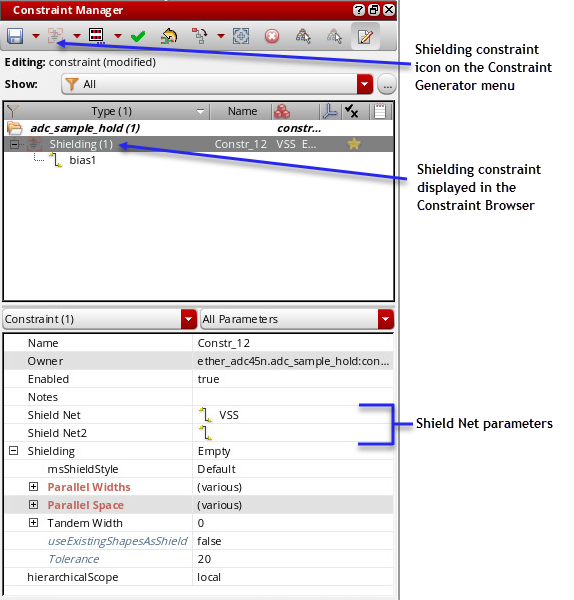 Constraint Manager
Editing: constraint (modified)
Show: All ...
Type (1) Name
adc_sample_hold (1) constr...
Shielding (1) Constr_12 VSS E...
bias1
Shielding constraint
icon on the Constraint
Generator menu
Shielding constraint
displayed in the
Constraint Browser
Constraint (1) All Parameters
Name Constr_12
Owner ether_adc45n.adc_sample_hold:con...
Enabled true
Notes
Shield Net VSS
Shield Net2
Shield Net parameters
Shielding Empty
msShieldStyle Default
Parallel Widths (various)
Parallel Space (various)
Tandem Width 0
useExistingShapesAsShield false
Tolerance 20
hierarchicalScope local